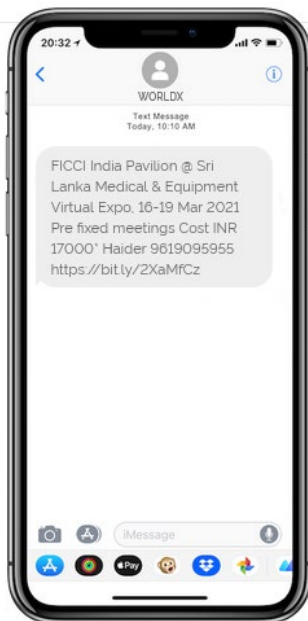 20:32
WORLDX
Text Message
Today, 10:10 AM
FICCI India Pavilion @ Sri
Lanka Medical & Equipment
Virtual Expo, 16-19 Mar 2021
Pre fixed meetings Cost INR
17000* Haider 9619095955
https://bit.ly/2XaMfCz
iMessage
Pay